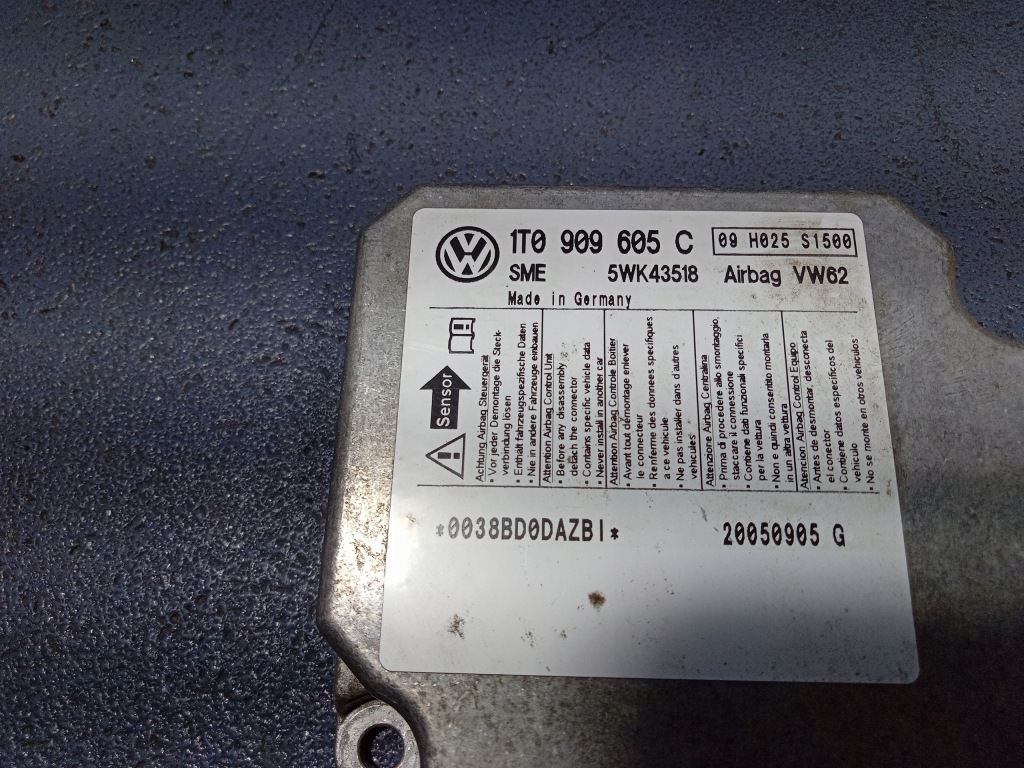 1T0 909 605 C
09 H025 S1500
SME 5WK43518 Airbag VW62
Made in Germany
Sensor
Achtung Airbag Steuergerät
• Vor jeder Demontage die Steck-
verbindung lösen
• Enthält fahrzeugspezifische Daten
• Nie in andere Fahrzeuge einbauen
Attention Airbag Control Unit
• Before any disassembly
detach the connector
• Contains specific vehicle data
• Never install in another car
Attention Airbag Controle Boitier
• Avant tout démontage enlever
le connecteur
• Renferme des donnees specifiques
a ce vehicule
• Ne pas installer dans d'autres
vehicules
Attenzione Airbag Centralina
• Prima di procedere allo smontaggio,
staccare il connessione
• Contiene dati funzionali specifici
per la vettura
• Non e quindi consentito montarla
in un altra vettura
Atencion Airbag Control Equipo
• Antes de desmontar, desconecta
el conector
• Contiene datos especificos del
vehiculo
• No se monte en otros vehiculos
*0038BD0DAZBI*
20050905 G